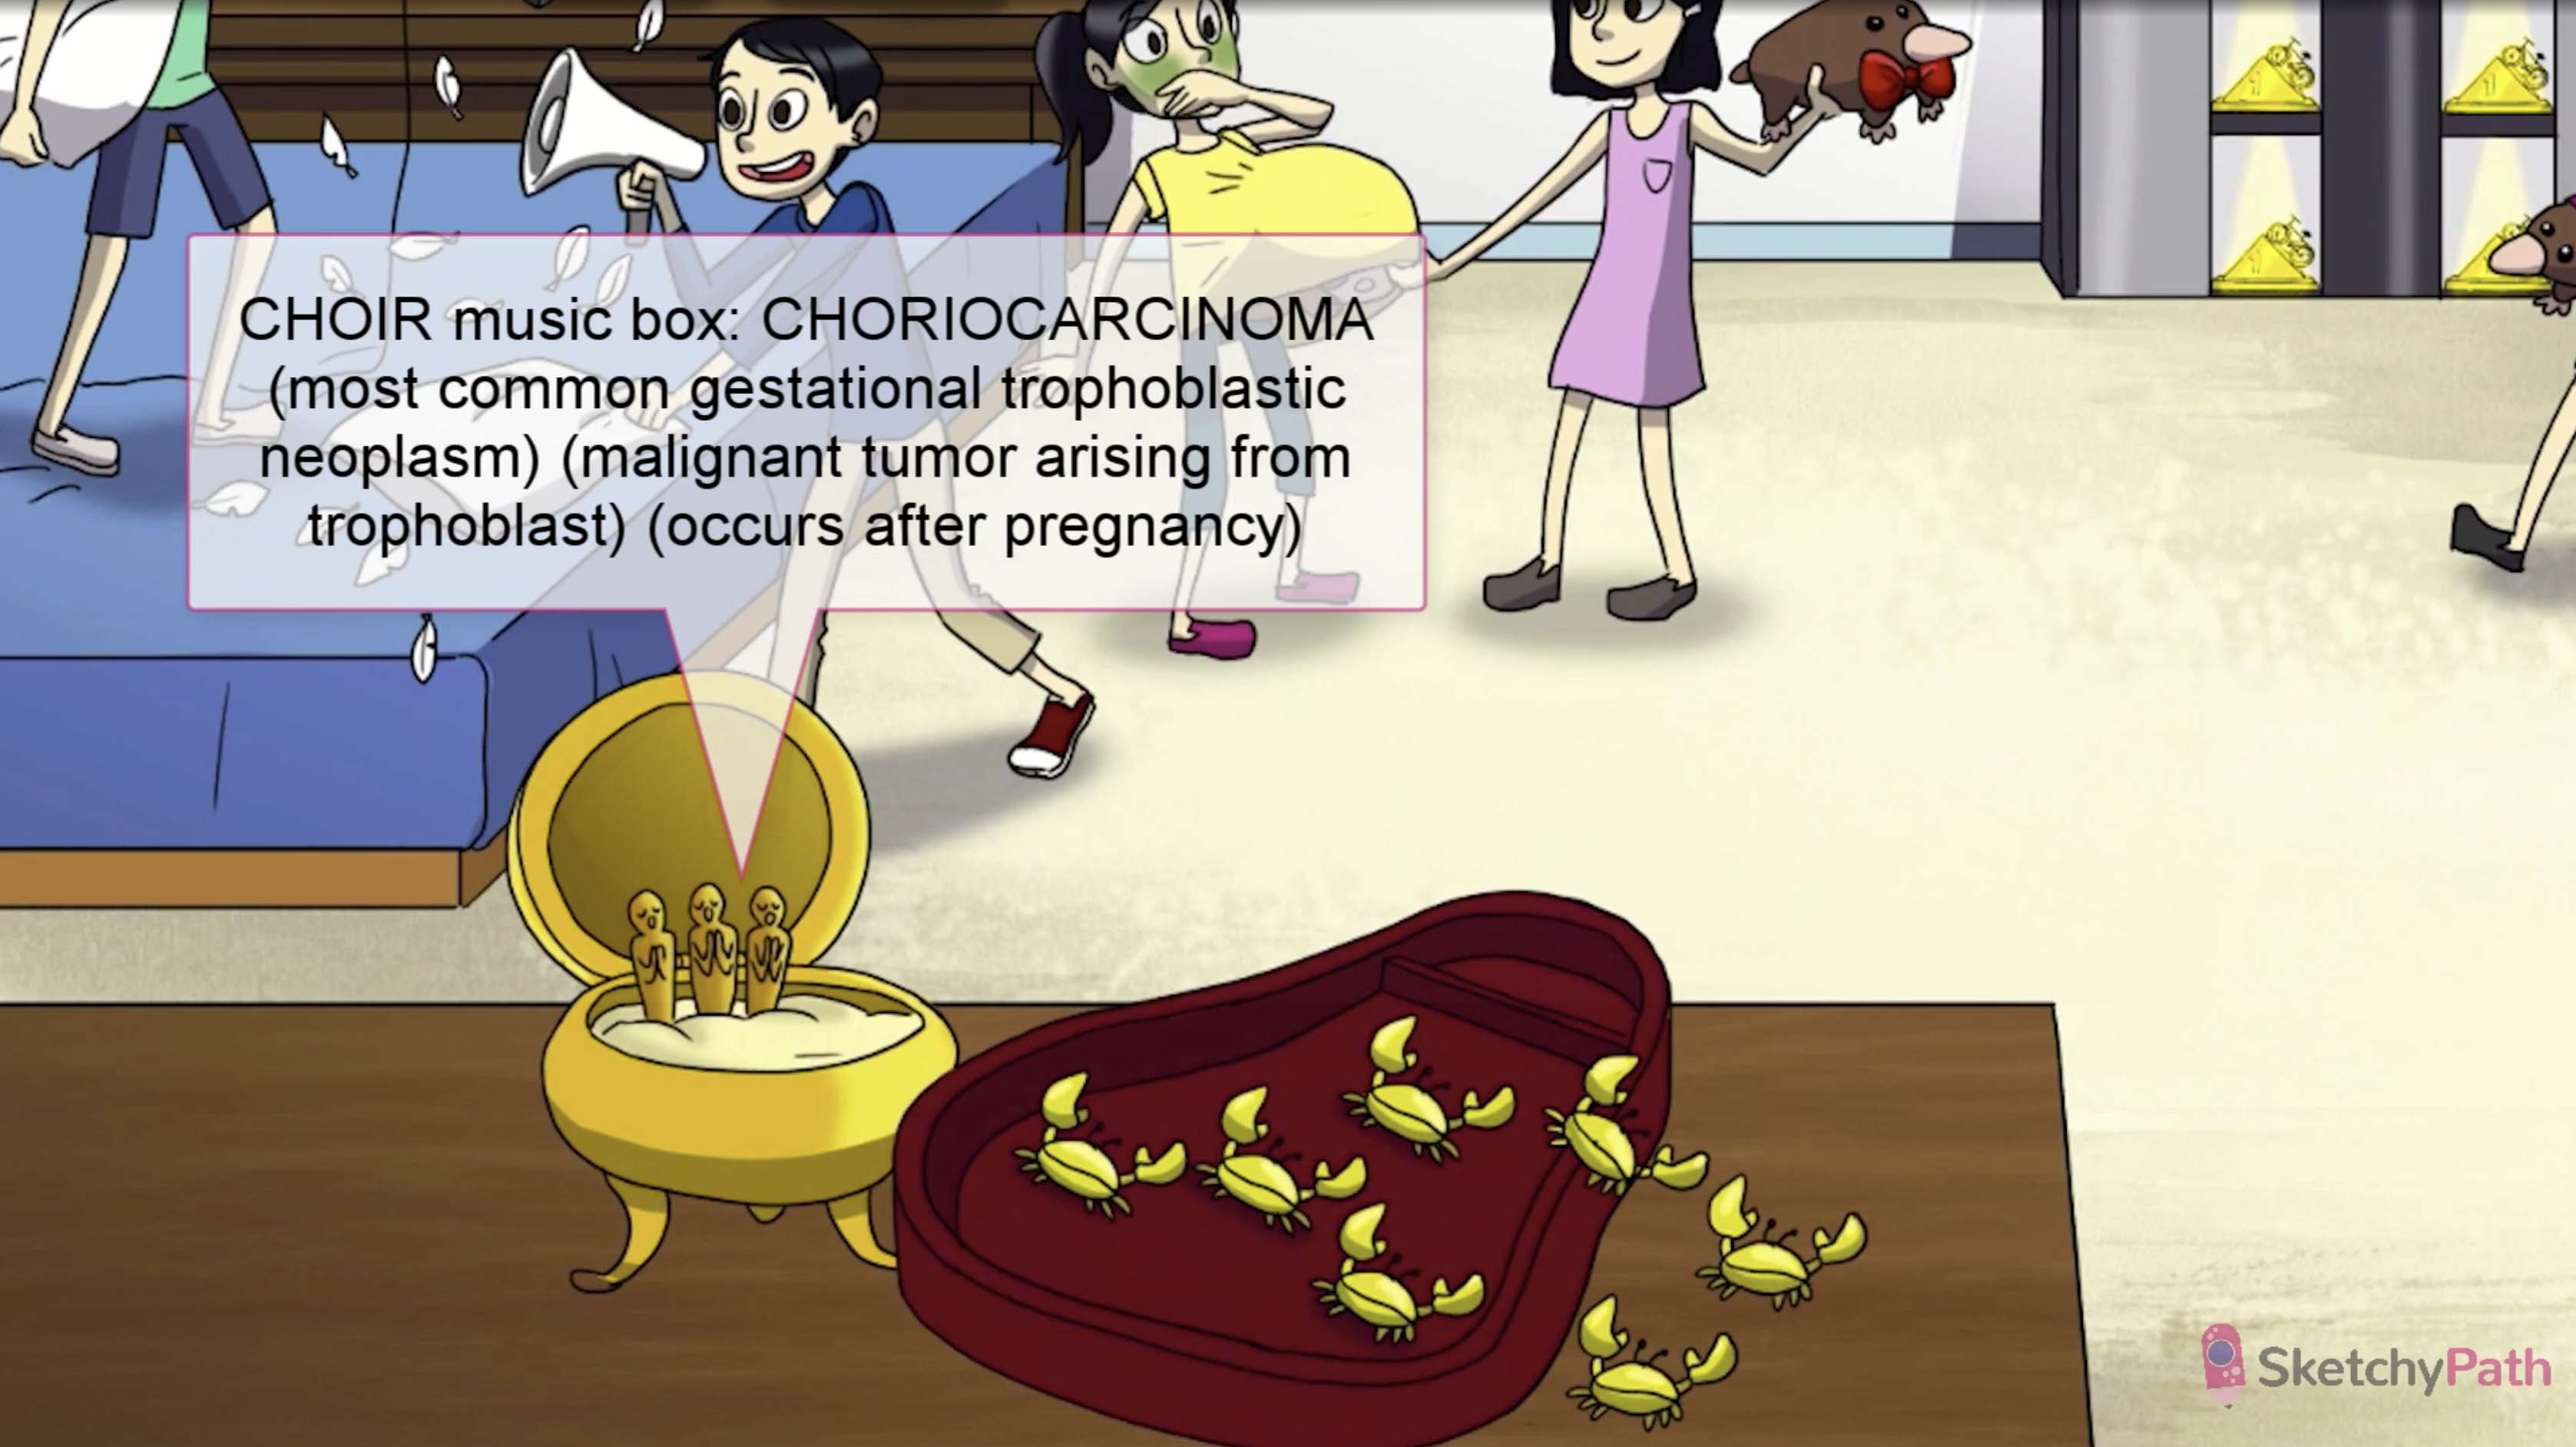 CHOIR music box: CHORIOCARCINOMA
(most common gestational trophoblastic
neoplasm) (malignant tumor arising from
trophoblast) (occurs after pregnancy)
SketchyPath